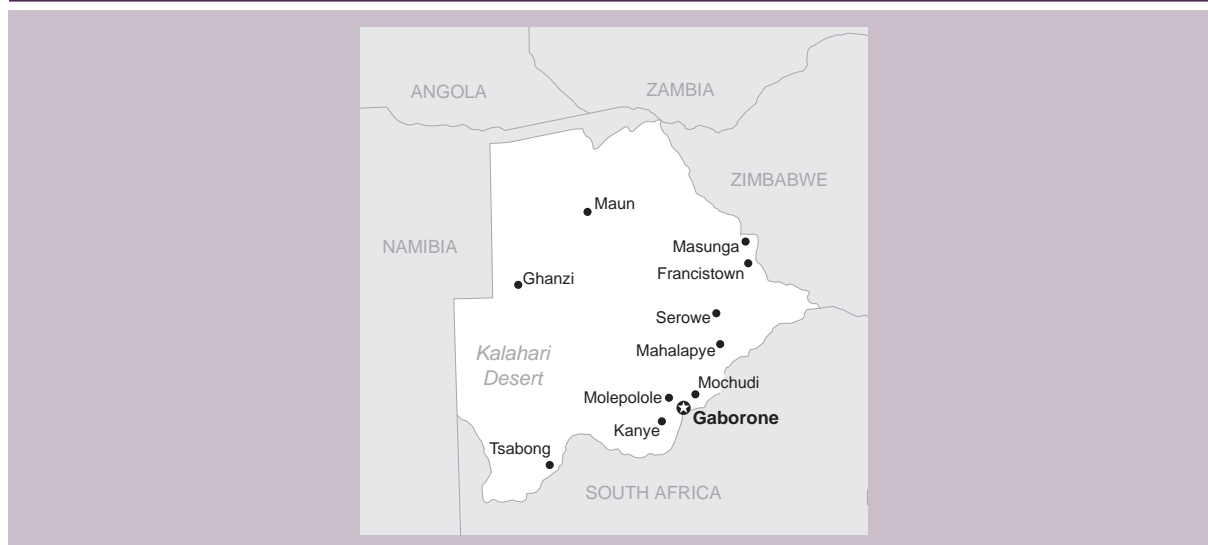 ANGOLA
ZAMBIA
ZIMBABWE
Maun
NAMIBIA
Masunga
Francistown
Ghanzi
Serowe
Mahalapye
Kalahari
Desert
Mochudi
Molepolole
Gaborone
Kanye
Tsabong
SOUTH AFRICA